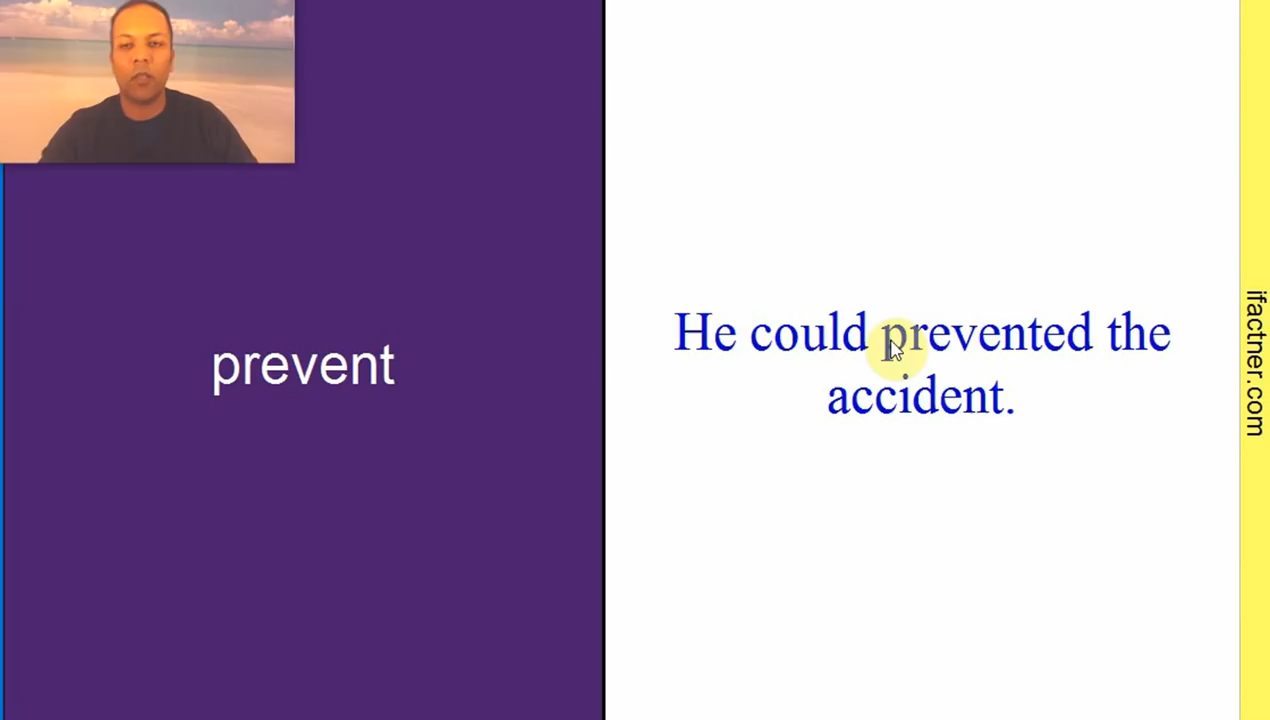 prevent
He could prevented the
accident.
ifactner.com